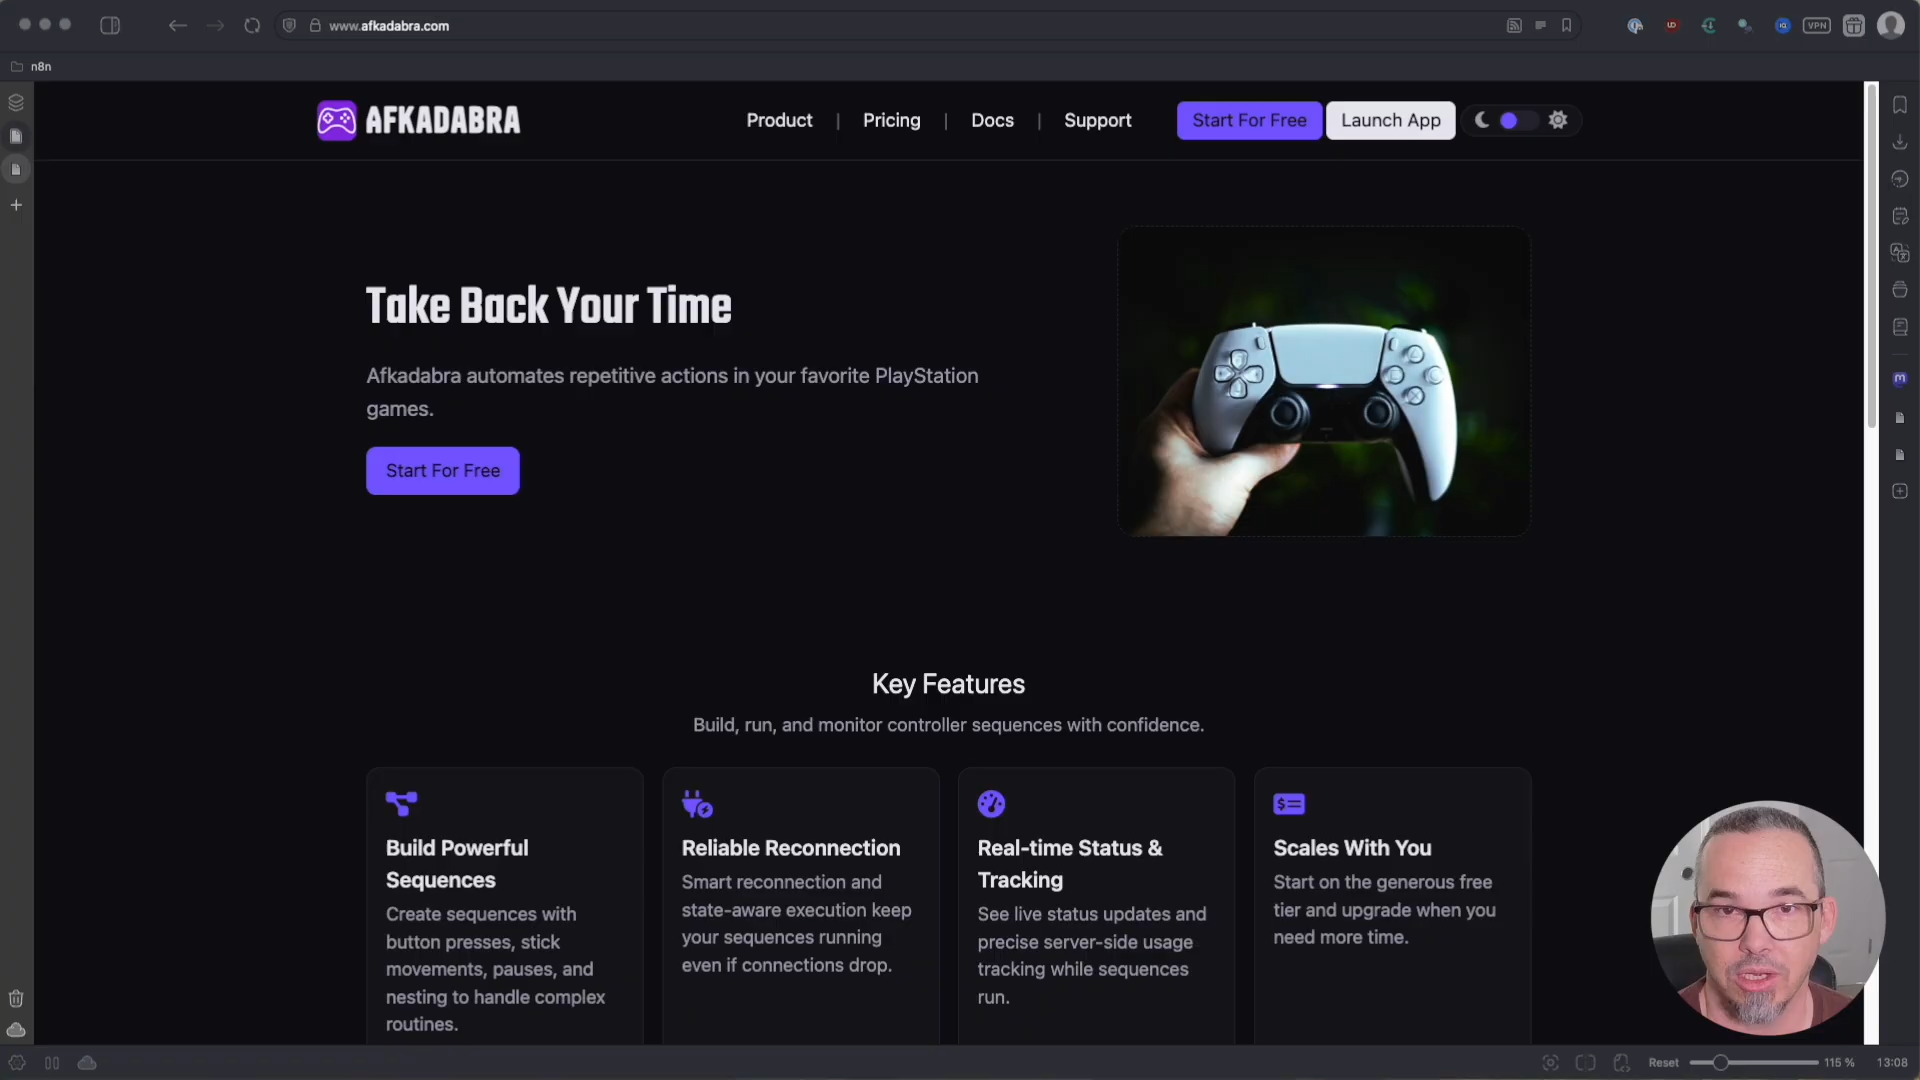 www.afkadabra.com
VPN
n8n
AFKADABRA
Product | Pricing | Docs | Support
Start For Free
Launch App
Take Back Your Time
Afkadabra automates repetitive actions in your favorite PlayStation
games.
Start For Free
Key Features
Build, run, and monitor controller sequences with confidence.
Build Powerful
Sequences
Create sequences with
button presses, stick
movements, pauses, and
nesting to handle complex
routines.
Reliable Reconnection
Smart reconnection and
state-aware execution keep
your sequences running
even if connections drop.
Real-time Status &
Tracking
See live status updates and
precise server-side usage
tracking while sequences
run.
Scales With You
Start on the generous free
tier and upgrade when you
need more time.
Reset
115 %
13:08